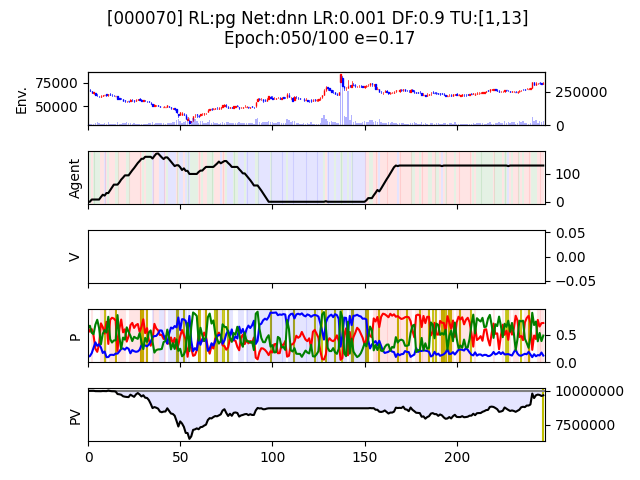 [000070] RL:pg Net:dnn LR:0.001 DF:0.9 TU:[1,13]
Epoch:050/100 e=0.17
Env.
75000
50000
250000
0
Agent
100
0
V
0.05
0.00
−0.05
P
0.5
0.0
PV
10000000
7500000
0
50
100
150
200